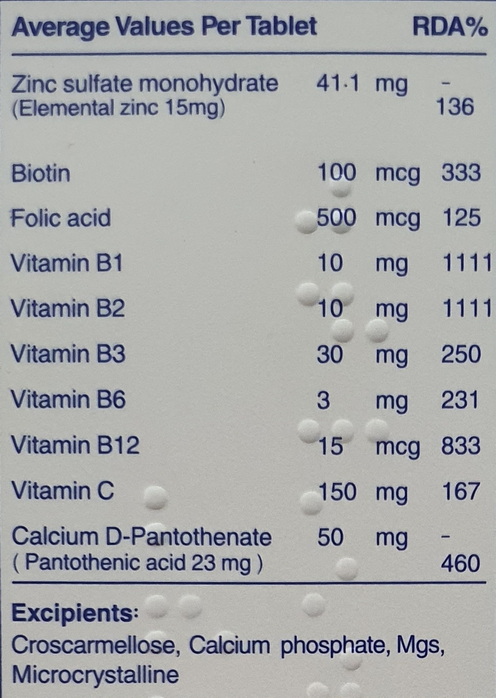 Average Values Per Tablet RDA%
Zinc sulfate monohydrate 41·1 mg -
(Elemental zinc 15mg) 136
Biotin 100 mcg 333
Folic acid 500 mcg 125
Vitamin B1 10 mg 1111
Vitamin B2 10 mg 1111
Vitamin B3 30 mg 250
Vitamin B6 3 mg 231
Vitamin B12 15 mcg 833
Vitamin C 150 mg 167
Calcium D-Pantothenate 50 mg -
( Pantothenic acid 23 mg ) 460
Excipients:
Croscarmellose, Calcium phosphate, Mgs,
Microcrystalline